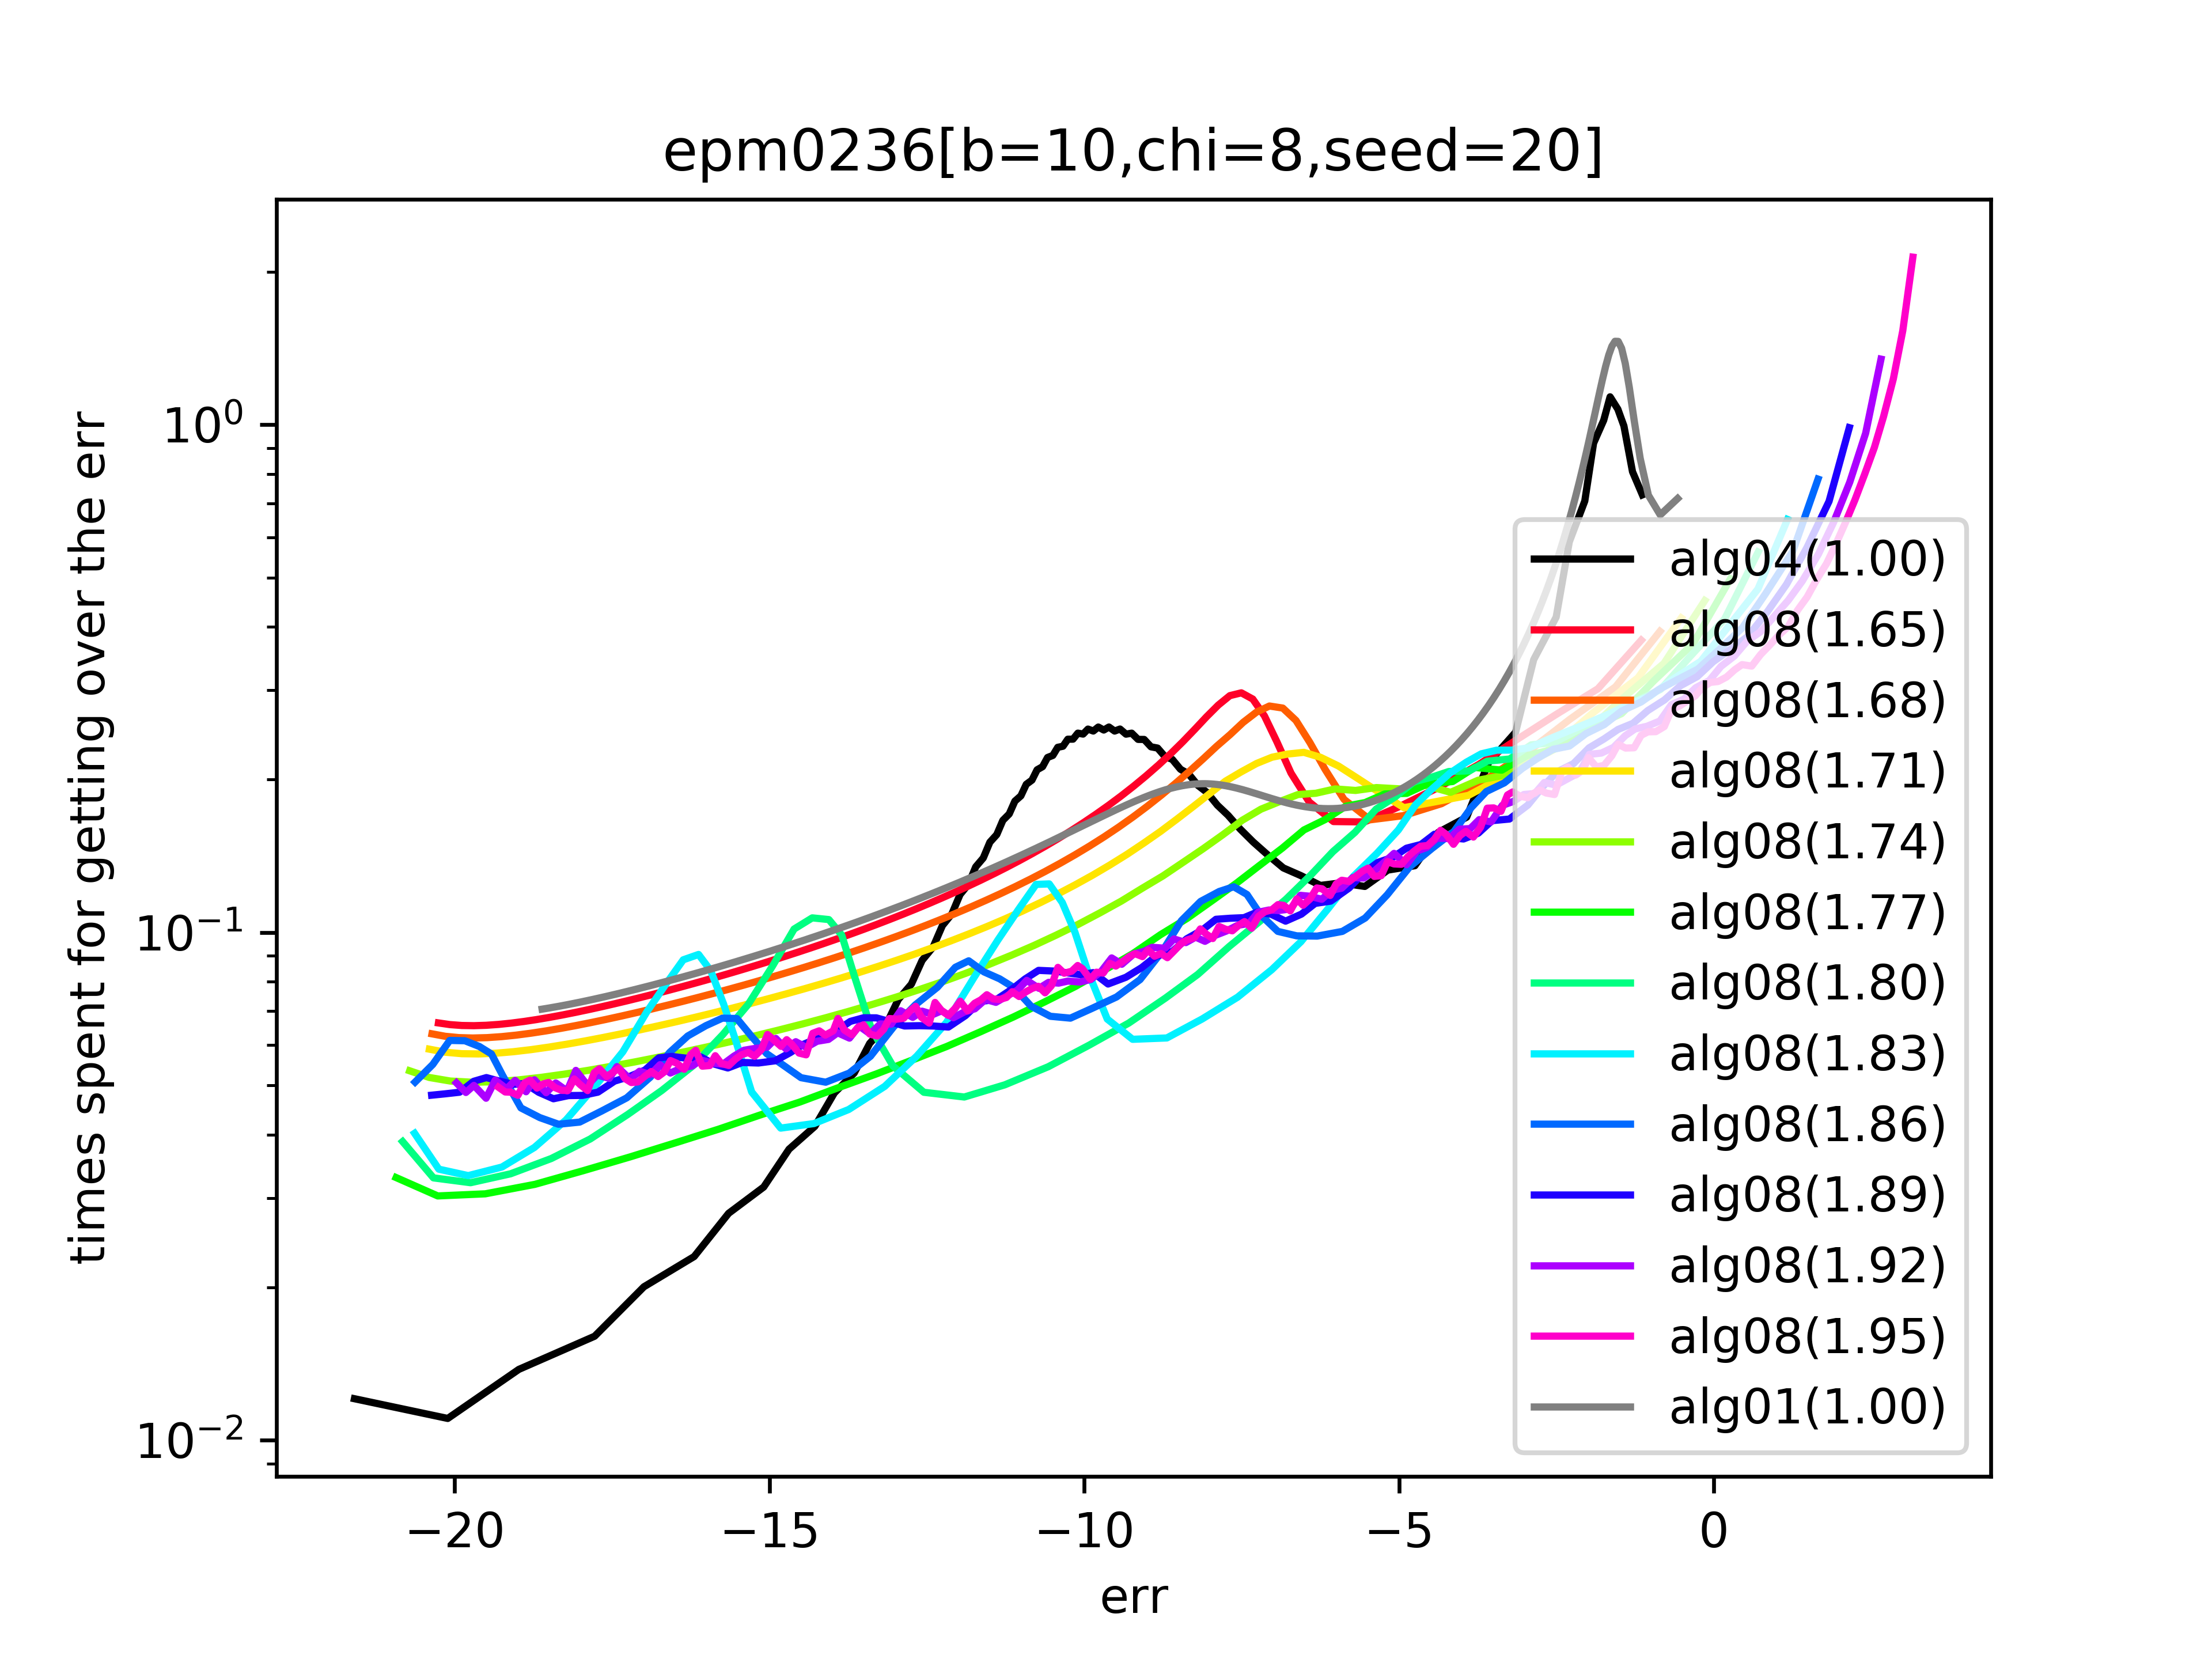 epm0236[b=10,chi=8,seed=20]
times spent for getting over the err
10⁰
10⁻¹
10⁻²
alg04(1.00)
alg08(1.65)
alg08(1.68)
alg08(1.71)
alg08(1.74)
alg08(1.77)
alg08(1.80)
alg08(1.83)
alg08(1.86)
alg08(1.89)
alg08(1.92)
alg08(1.95)
alg01(1.00)
−20 −15 −10 −5 0
err